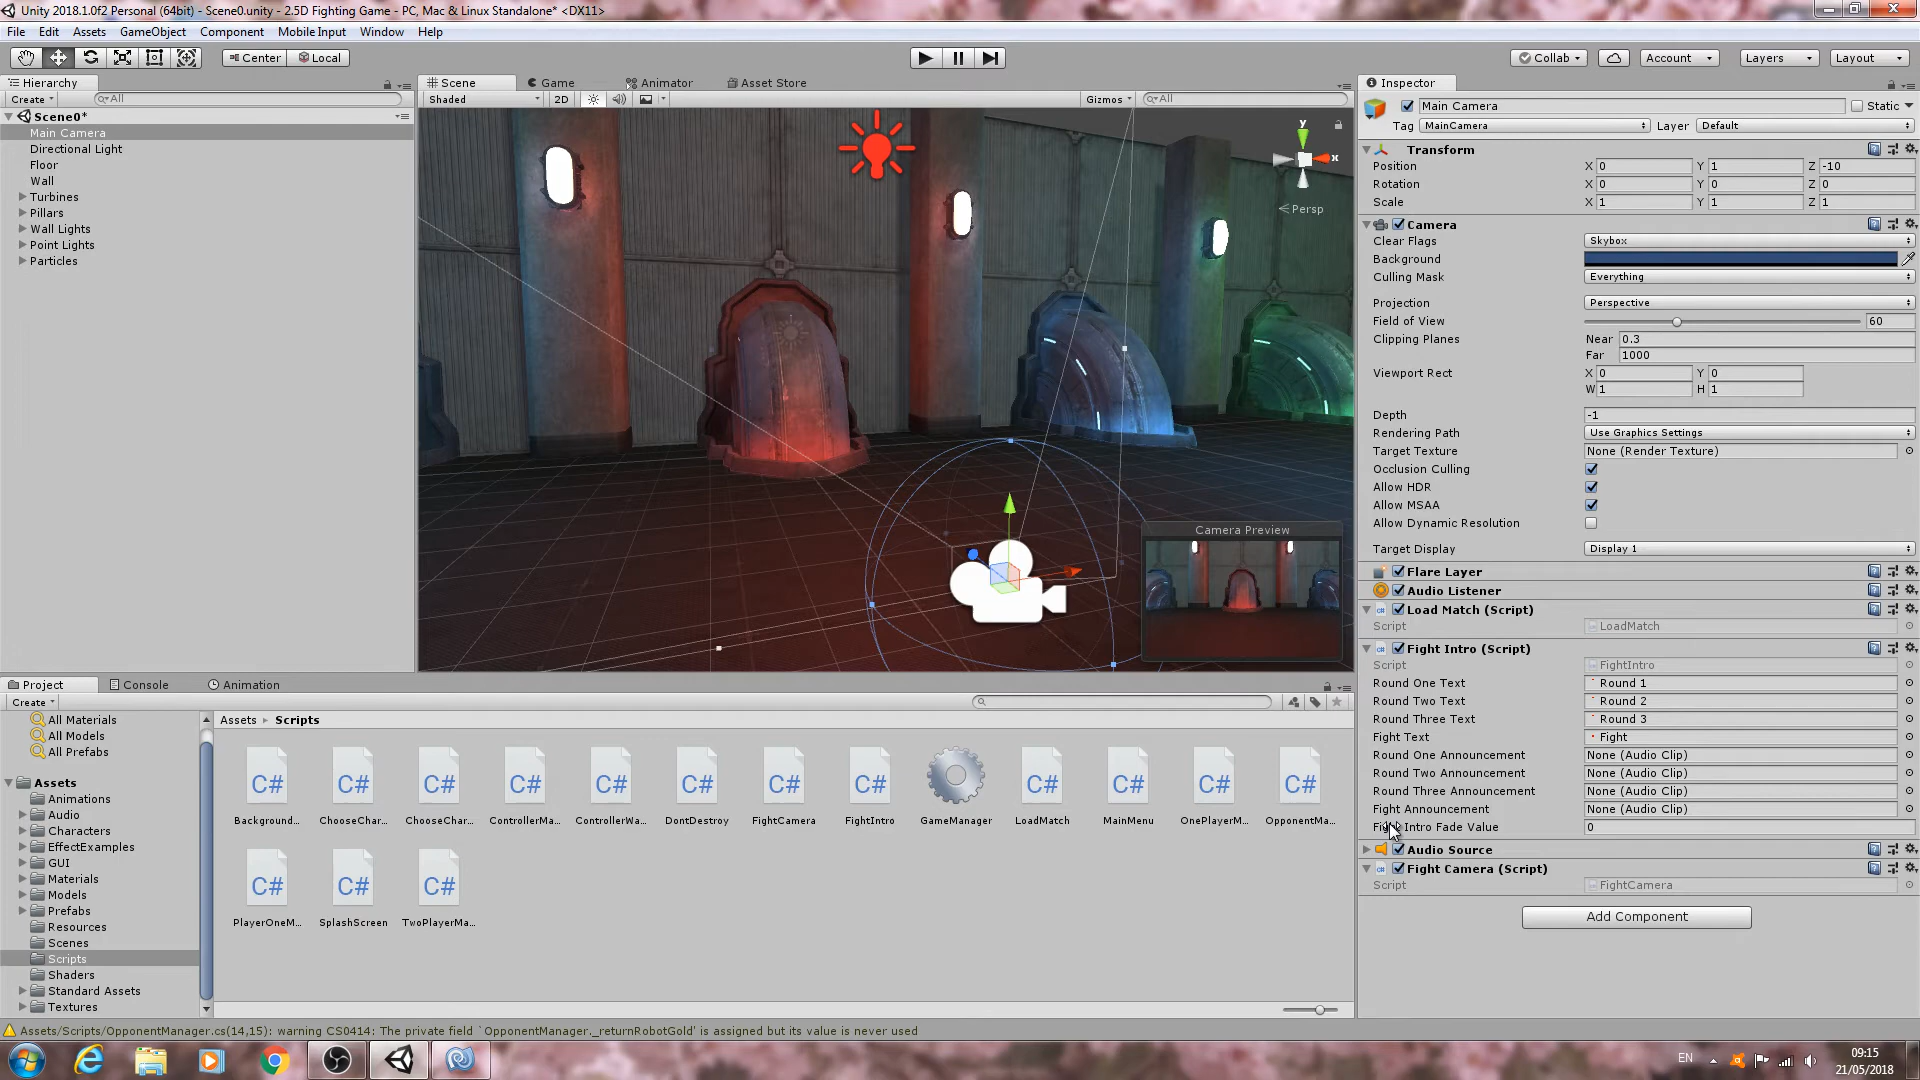 Unity 2018.1.0f2 Personal (64bit) - Scene0.unity - 2.5D Fighting Game - PC, Mac & Linux Standalone* <DX11>
File Edit Assets GameObject Component Mobile Input Window Help
Center Local Collab Account Layers Layout
Hierarchy
Create All
Scene0*
Main Camera
Directional Light
Floor
Wall
Turbines
Pillars
Wall Lights
Point Lights
Particles
Scene Game Animator Asset Store
Shaded 2D Gizmos All
y
x
Persp
Camera Preview
Inspector
Main Camera Static
Tag MainCamera Layer Default
Transform
Position X 0 Y 1 Z -10
Rotation X 0 Y 0 Z 0
Scale X 1 Y 1 Z 1
Camera
Clear Flags Skybox
Background
Culling Mask Everything
Projection Perspective
Field of View 60
Clipping Planes Near 0.3
Far 1000
Viewport Rect X 0 Y 0
W 1 H 1
Depth -1
Rendering Path Use Graphics Settings
Target Texture None (Render Texture)
Occlusion Culling
Allow HDR
Allow MSAA
Allow Dynamic Resolution
Target Display Display 1
Flare Layer
Audio Listener
Load Match (Script)
Script LoadMatch
Fight Intro (Script)
Script FightIntro
Round One Text Round 1
Round Two Text Round 2
Round Three Text Round 3
Fight Text Fight
Round One Announcement None (Audio Clip)
Round Two Announcement None (Audio Clip)
Round Three Announcement None (Audio Clip)
Fight Announcement None (Audio Clip)
Fight Intro Fade Value 0
Audio Source
Fight Camera (Script)
Script FightCamera
Add Component
Project Console Animation
Create
All Materials
All Models
All Prefabs
Assets
Animations
Audio
Characters
EffectExamples
GUI
Materials
Models
Prefabs
Resources
Scenes
Scripts
Shaders
Standard Assets
Textures
Assets Scripts
C# C# C# C# C# C# C# C# C# C# C# C#
Background... ChooseChar... ChooseChar... ControllerMa... ControllerWa... DontDestroy FightCamera FightIntro GameManager LoadMatch MainMenu OnePlayerM... OpponentMa...
C# C# C#
PlayerOneM... SplashScreen TwoPlayerMa...
Assets/Scripts/OpponentManager.cs(14,15): warning CS0414: The private field `OpponentManager._returnRobotGold' is assigned but its value is never used
EN 09:15
21/05/2018